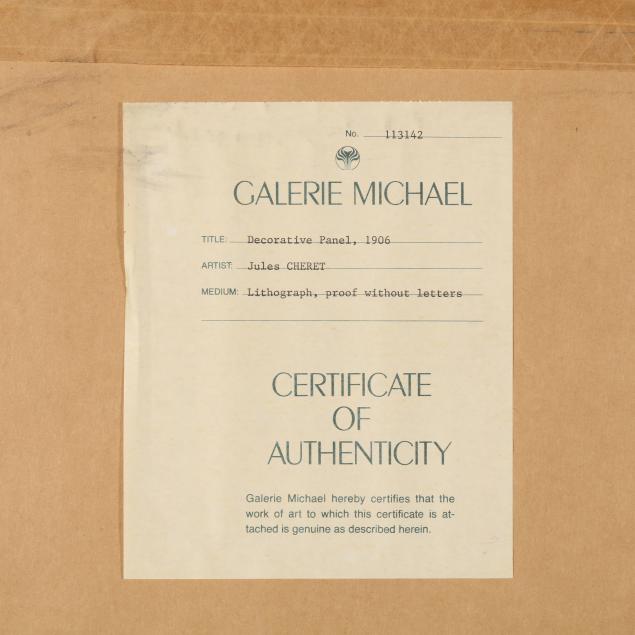 No. 113142
GALERIE MICHAEL
TITLE: Decorative Panel, 1906
ARTIST: Jules CHERET
MEDIUM: Lithograph, proof without letters
CERTIFICATE
OF
AUTHENTICITY
Galerie Michael hereby certifies that the
work of art to which this certificate is at-
tached is genuine as described herein.